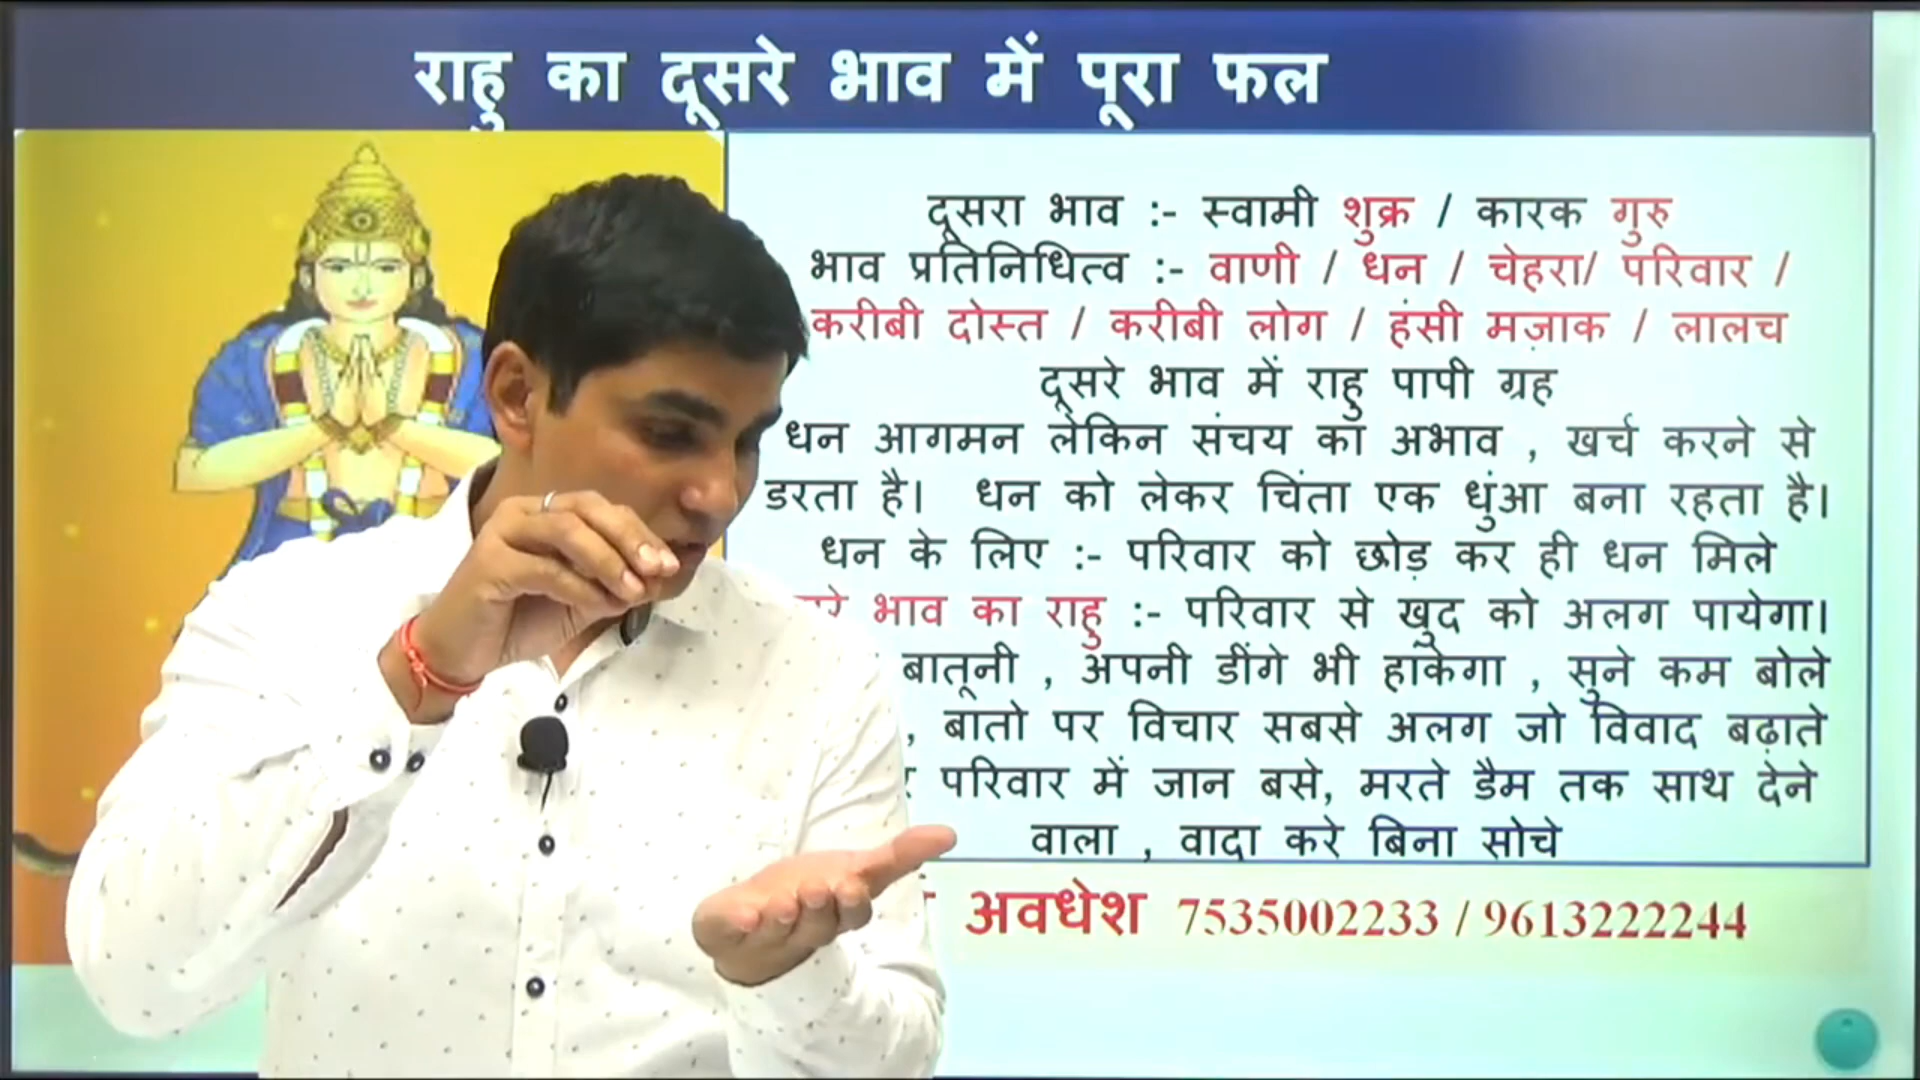 राहु का दूसरे भाव में पूरा फल
दूसरा भाव :- स्वामी शुक्र / कारक गुरु
भाव प्रतिनिधित्व :- वाणी / धन / चेहरा/ परिवार /
करीबी दोस्त / करीबी लोग / हंसी मज़ाक / लालच
दूसरे भाव में राहु पापी ग्रह
धन आगमन लेकिन संचय का अभाव , खर्च करने से
डरता है। धन को लेकर चिंता एक धुंआ बना रहता है।
धन के लिए :- परिवार को छोड़ कर ही धन मिले
भाव का राहु :- परिवार से खुद को अलग पायेगा।
बातूनी , अपनी डींगे भी हांकेगा , सुने कम बोले
, बातो पर विचार सबसे अलग जो विवाद बढ़ाते
परिवार में जान बसे, मरते डैम तक साथ देने
वाला , वादा करे बिना सोचे
अवधेश 7535002233 / 9613222244